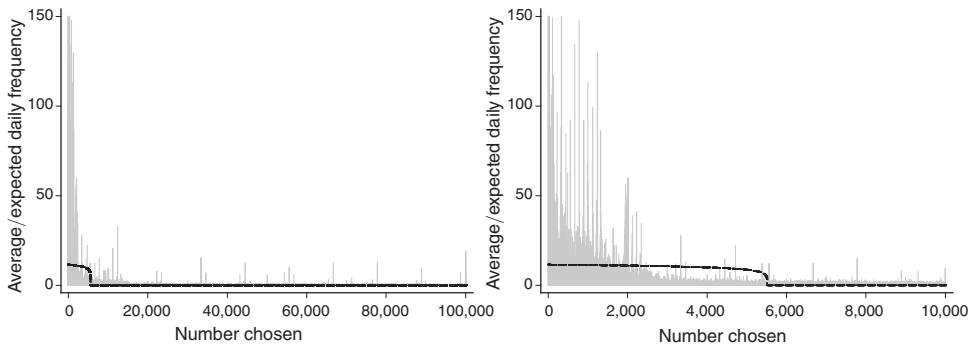 Average/expected daily frequency
150
100
50
0
0 20,000 40,000 60,000 80,000 100,000
Number chosen
Average/expected daily frequency
150
100
50
0
0 2,000 4,000 6,000 8,000 10,000
Number chosen